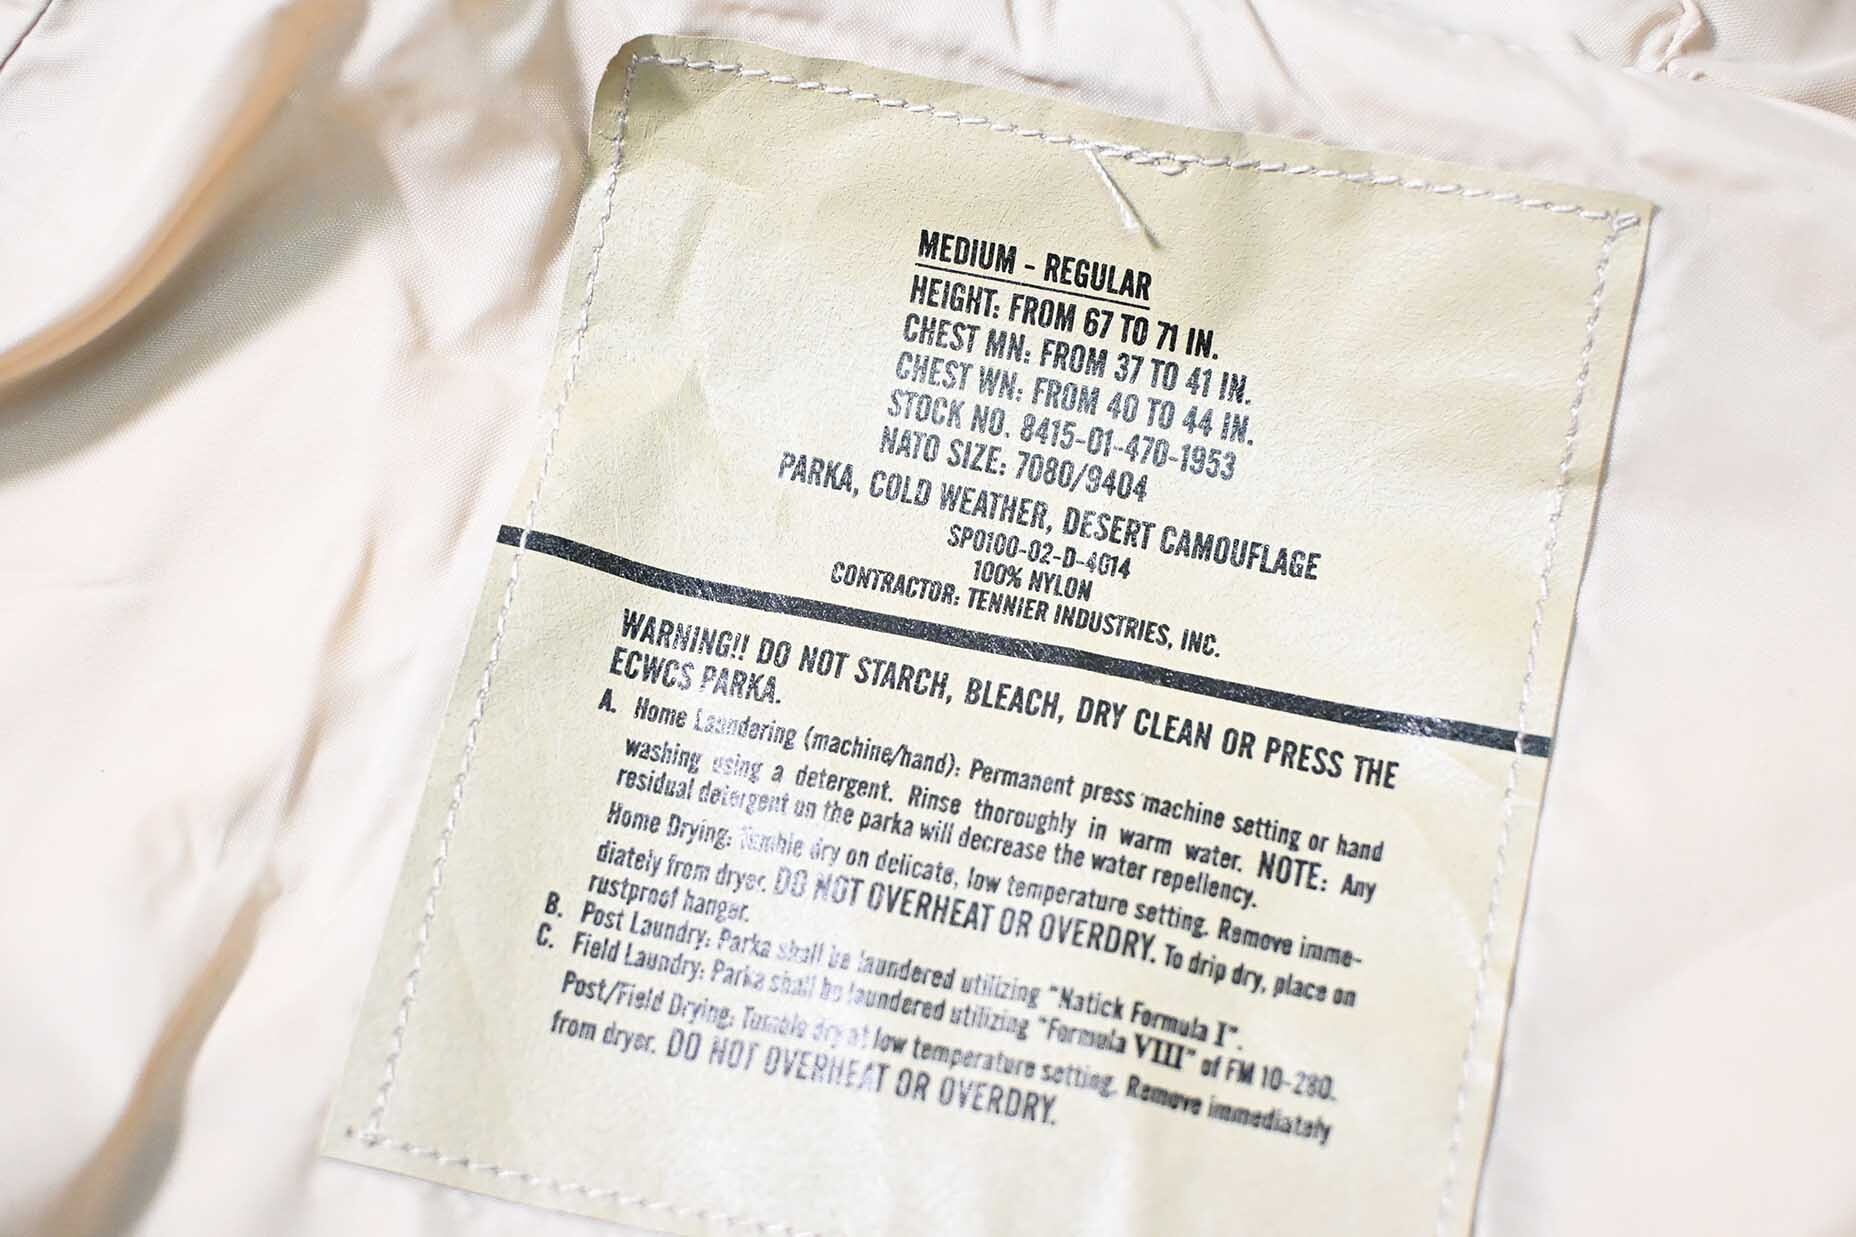 MEDIUM - REGULAR
HEIGHT: FROM 67 TO 71 IN.
CHEST MN: FROM 37 TO 41 IN.
CHEST WN: FROM 40 TO 44 IN.
STOCK NO. 8415-01-470-1953
NATO SIZE: 7080/9404
PARKA, COLD WEATHER, DESERT CAMOUFLAGE
SP0100-02-D-4014
100% NYLON
CONTRACTOR: TENNIER INDUSTRIES, INC.
WARNING!! DO NOT STARCH, BLEACH, DRY CLEAN OR PRESS THE
ECWCS PARKA.
A. Home Laundering (machine/hand): Permanent press machine setting or hand
washing using a detergent. Rinse thoroughly in warm water. NOTE: Any
residual detergent on the parka will decrease the water repellency.
Home Drying: Tumble dry on delicate, low temperature setting. Remove imme-
diately from dryer. DO NOT OVERHEAT OR OVERDRY. To drip dry, place on
rustproof hanger.
B. Post Laundry: Parka shall be laundered utilizing "Natick Formula I".
C. Field Laundry: Parka shall be laundered utilizing "Formula VIII" of FM 10-280.
Post/Field Drying: Tumble dry at low temperature setting. Remove immediately
from dryer. DO NOT OVERHEAT OR OVERDRY.